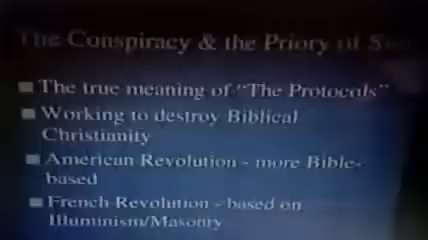 The Conspiracy & the Priory of
The true meaning of "The Protocols"
Working to destroy Biblical
Christianity
American Revolution - more Bible-
based
French Revolution - based on
Illuminism/Masonry